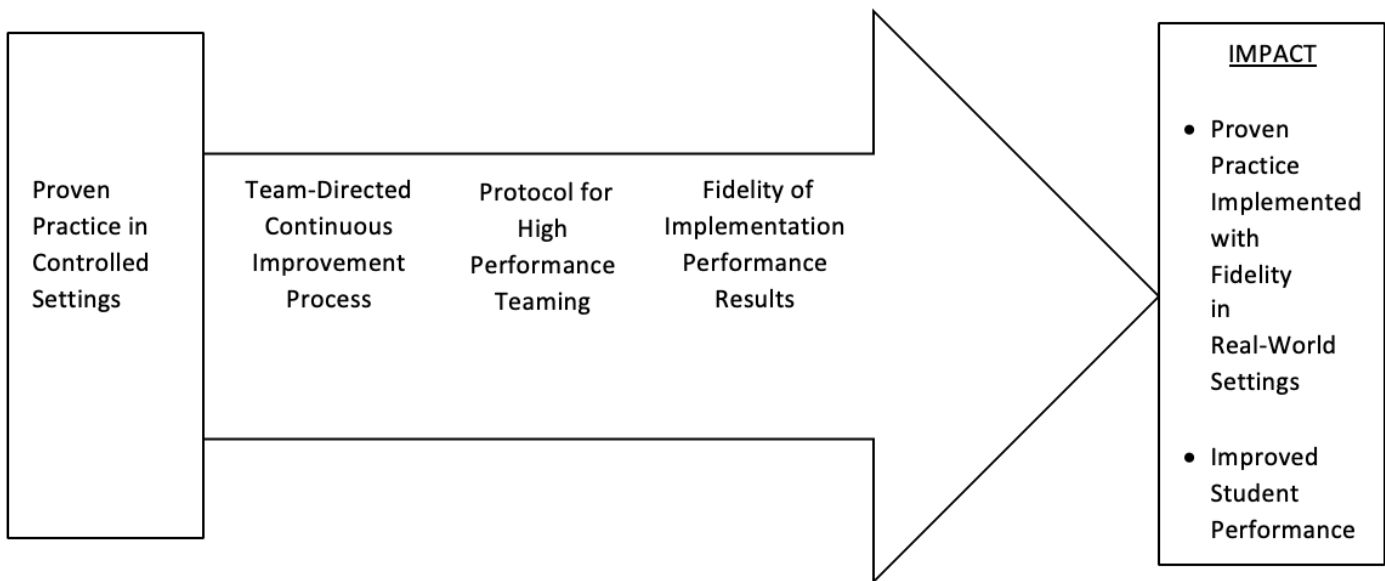 Proven
Practice in
Controlled
Settings
Team-Directed
Continuous
Improvement
Process
Protocol for
High
Performance
Teaming
Fidelity of
Implementation
Performance
Results
IMPACT
• Proven
Practice
Implemented
with
Fidelity
in
Real-World
Settings
• Improved
Student
Performance